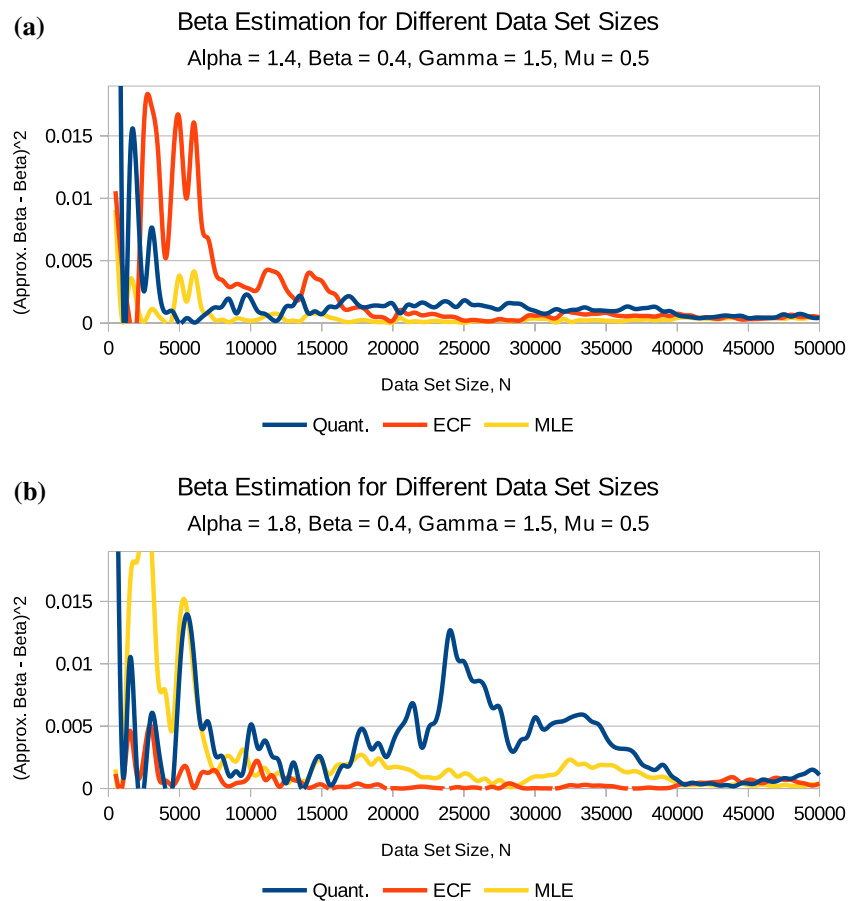 (a)
Beta Estimation for Different Data Set Sizes
Alpha = 1.4, Beta = 0.4, Gamma = 1.5, Mu = 0.5
(Approx. Beta - Beta)^2
0.015
0.01
0.005
0
0 5000 10000 15000 20000 25000 30000 35000 40000 45000 50000
Data Set Size, N
Quant. ECF MLE
(b)
Beta Estimation for Different Data Set Sizes
Alpha = 1.8, Beta = 0.4, Gamma = 1.5, Mu = 0.5
(Approx. Beta - Beta)^2
0.015
0.01
0.005
0
0 5000 10000 15000 20000 25000 30000 35000 40000 45000 50000
Data Set Size, N
Quant. ECF MLE